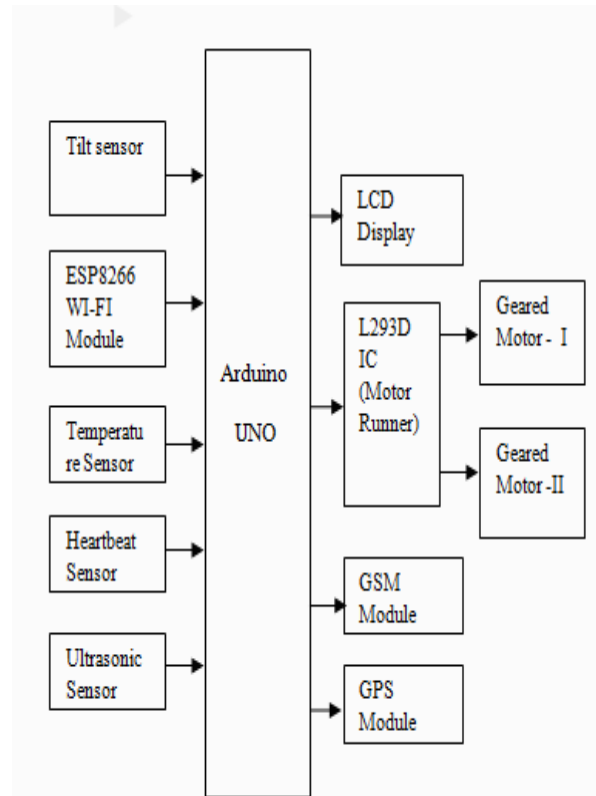 Tilt sensor
ESP8266
WI-FI
Module
Temperatu
re Sensor
Heartbeat
Sensor
Ultrasonic
Sensor
Arduino
UNO
LCD
Display
L293D
IC
(Motor
Runner)
GSM
Module
GPS
Module
Geared
Motor - I
Geared
Motor -II